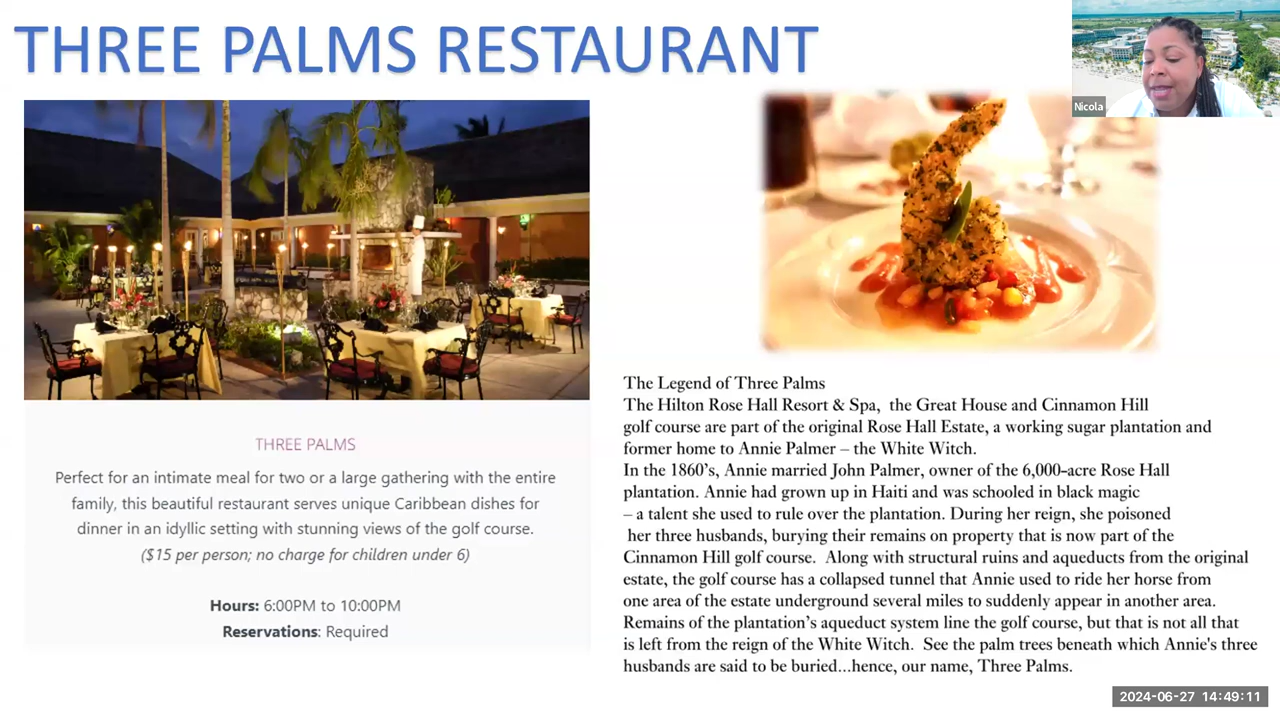 THREE PALMS RESTAURANT
Nicola
THREE PALMS
Perfect for an intimate meal for two or a large gathering with the entire
family, this beautiful restaurant serves unique Caribbean dishes for
dinner in an idyllic setting with stunning views of the golf course.
($15 per person; no charge for children under 6)
Hours: 6:00PM to 10:00PM
Reservations: Required
The Legend of Three Palms
The Hilton Rose Hall Resort & Spa, the Great House and Cinnamon Hill
golf course are part of the original Rose Hall Estate, a working sugar plantation and
former home to Annie Palmer – the White Witch.
In the 1860's, Annie married John Palmer, owner of the 6,000-acre Rose Hall
plantation. Annie had grown up in Haiti and was schooled in black magic
– a talent she used to rule over the plantation. During her reign, she poisoned
her three husbands, burying their remains on property that is now part of the
Cinnamon Hill golf course. Along with structural ruins and aqueducts from the original
estate, the golf course has a collapsed tunnel that Annie used to ride her horse from
one area of the estate underground several miles to suddenly appear in another area.
Remains of the plantation's aqueduct system line the golf course, but that is not all that
is left from the reign of the White Witch. See the palm trees beneath which Annie's three
husbands are said to be buried...hence, our name, Three Palms.
2024-06-27 14:49:11